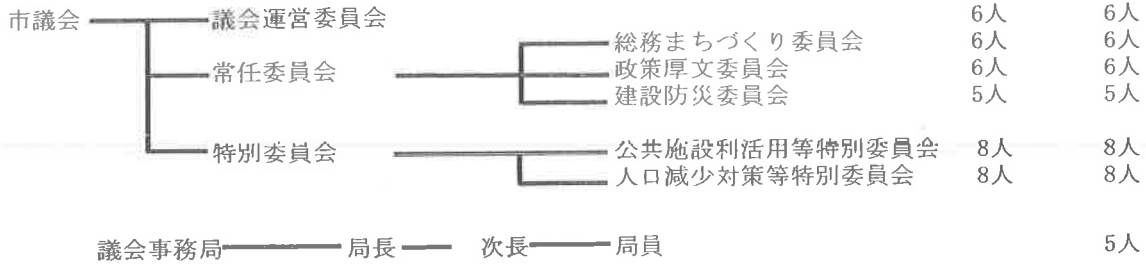 市議会 議会運営委員会 6人 6人
総務まちづくり委員会 6人 6人
常任委員会 政策厚文委員会 6人 6人
建設防災委員会 5人 5人
特別委員会 公共施設利活用等特別委員会 8人 8人
人口減少対策等特別委員会 8人 8人
議会事務局 局長 次長 局員 5人